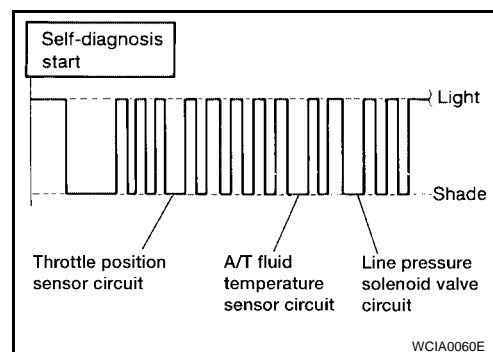 Self-diagnosis
start
Light
Shade
Throttle position
sensor circuit
A/T fluid
temperature
sensor circuit
Line pressure
solenoid valve
circuit
WCIA0060E